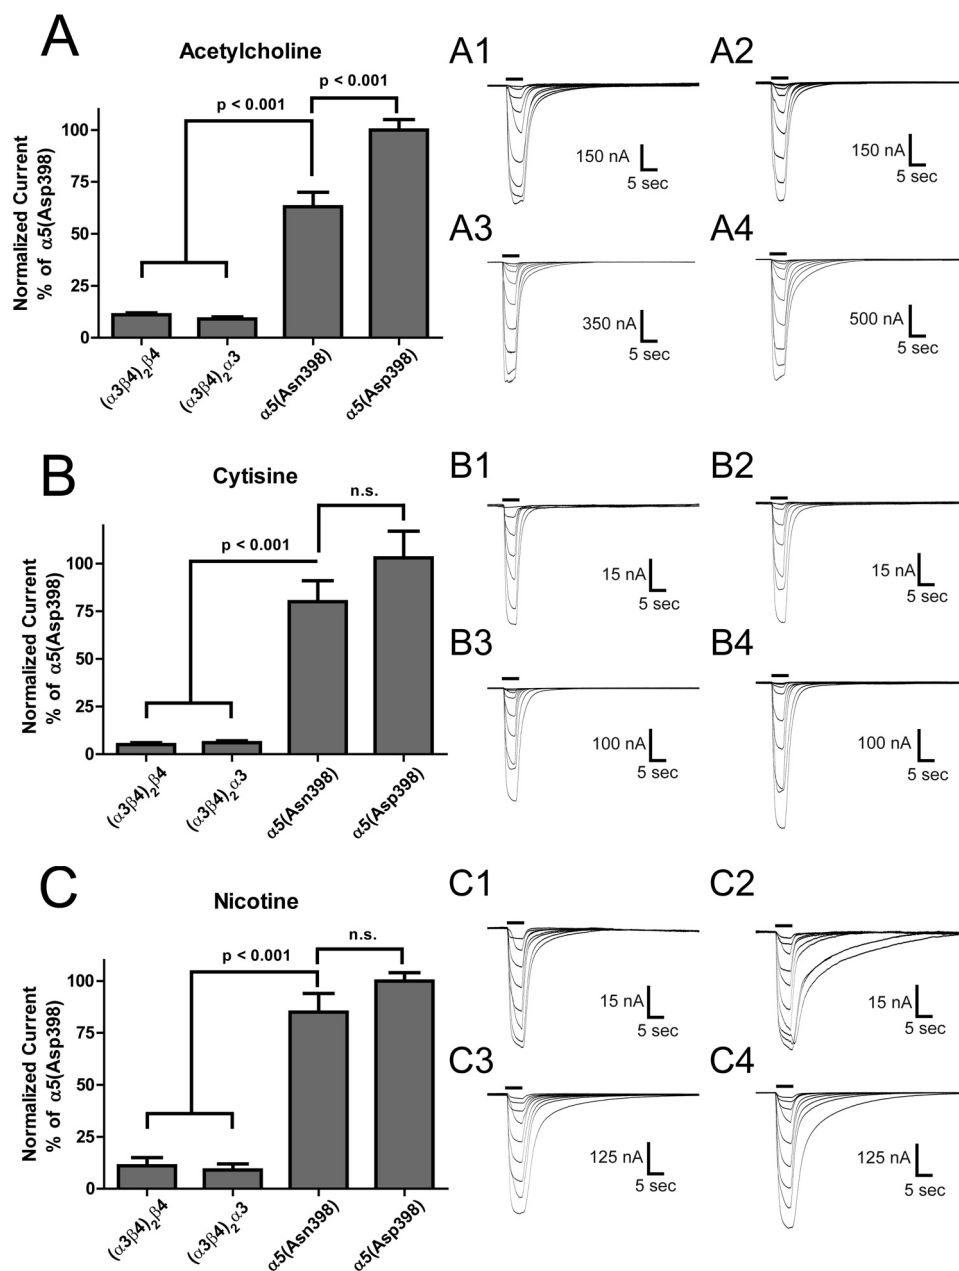 A
Acetylcholine
p < 0.001
p < 0.001
Normalized Current
% of α5(Asp398)
100
75
50
25
0
(α3β4)₂β4
(α3β4)₂α3
α5(Asn398)
α5(Asp398)
A1
150 nA
5 sec
A2
150 nA
5 sec
A3
350 nA
5 sec
A4
500 nA
5 sec
B
Cytisine
n.s.
p < 0.001
Normalized Current
% of α5(Asp398)
100
75
50
25
0
(α3β4)₂β4
(α3β4)₂α3
α5(Asn398)
α5(Asp398)
B1
15 nA
5 sec
B2
15 nA
5 sec
B3
100 nA
5 sec
B4
100 nA
5 sec
C
Nicotine
n.s.
p < 0.001
Normalized Current
% of α5(Asp398)
100
75
50
25
0
(α3β4)₂β4
(α3β4)₂α3
α5(Asn398)
α5(Asp398)
C1
15 nA
5 sec
C2
15 nA
5 sec
C3
125 nA
5 sec
C4
125 nA
5 sec